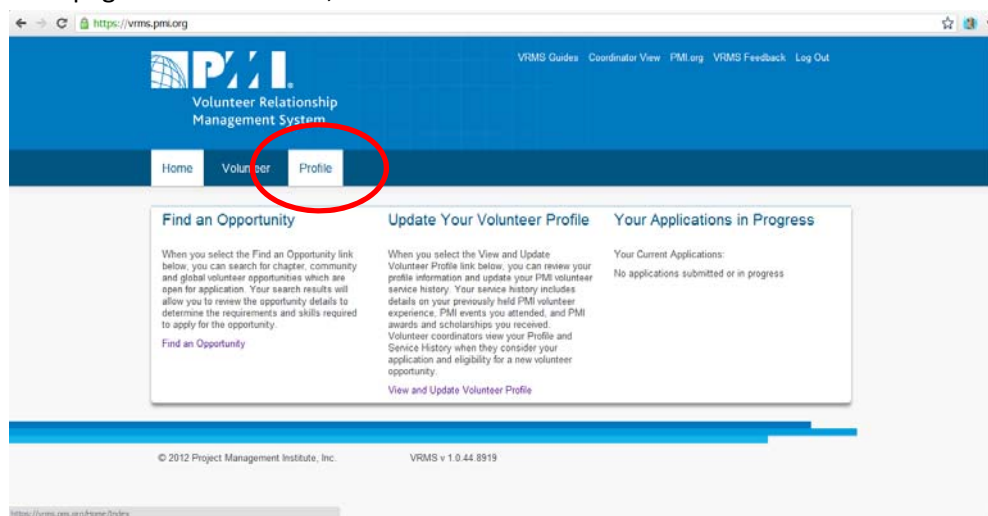 https://vrms.pmi.org
VRMS Guides Coordinator View PMI.org VRMS Feedback Log Out
PMI.
Volunteer Relationship
Management System
Home Volunteer Profile
Find an Opportunity
When you select the Find an Opportunity link
below, you can search for chapter, community
and global volunteer opportunities which are
open for application. Your search results will
allow you to review the opportunity details to
determine the requirements and skills required
to apply for the opportunity.
Find an Opportunity
Update Your Volunteer Profile
When you select the View and Update
Volunteer Profile link below, you can review your
profile information and update your PMI volunteer
service history. Your service history includes
details on your previously held PMI volunteer
experience, PMI events you attended, and PMI
awards and scholarships you received.
Volunteer coordinators view your Profile and
Service History when they consider your
application and eligibility for a new volunteer
opportunity.
View and Update Volunteer Profile
Your Applications in Progress
Your Current Applications:
No applications submitted or in progress
© 2012 Project Management Institute, Inc. VRMS v 1.0.44.8919